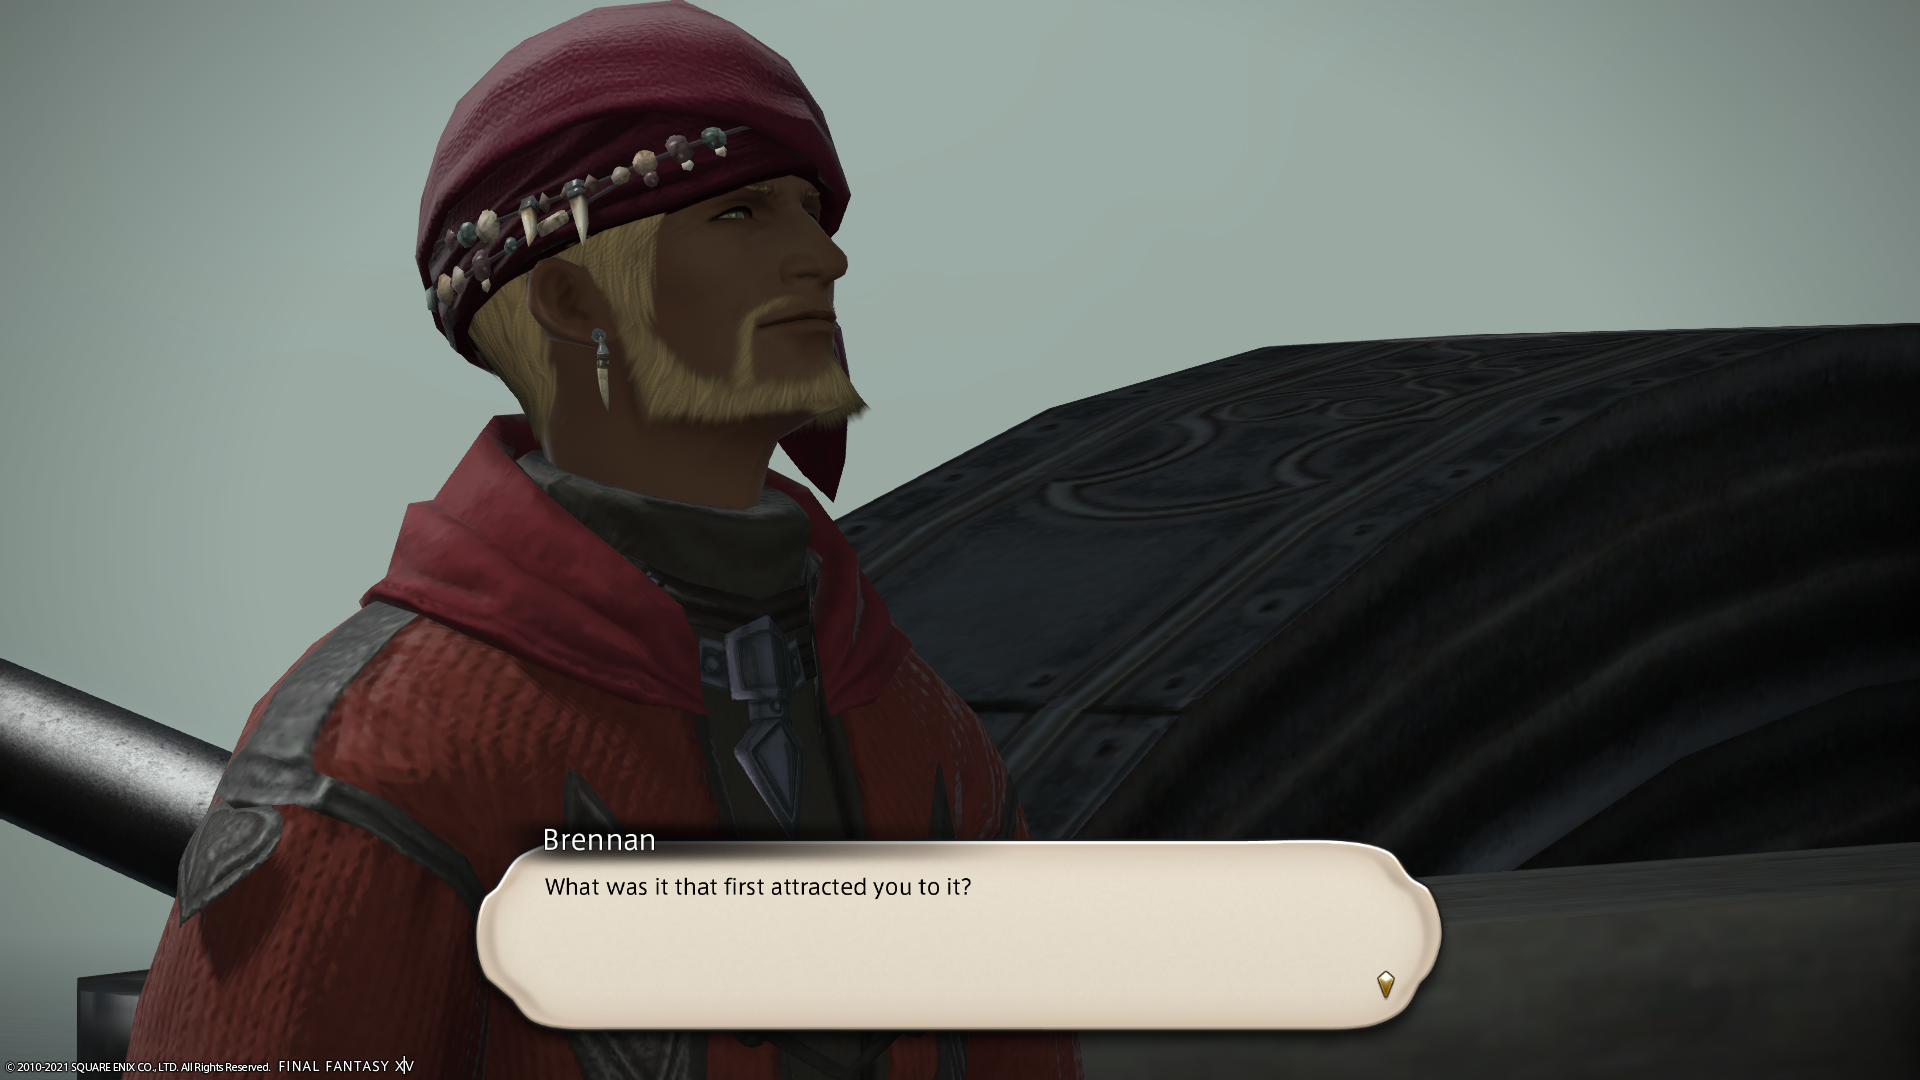 Brennan
What was it that first attracted you to it?
© 2010-2021 SQUARE ENIX CO., LTD. All Rights Reserved. FINAL FANTASY XIV